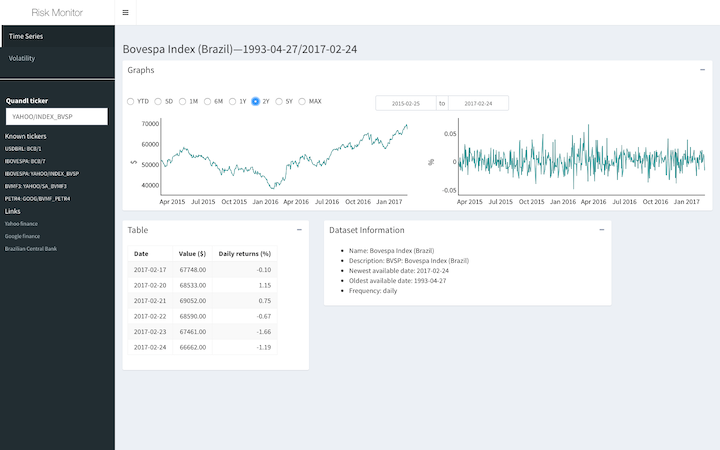 Risk Monitor
Time Series
Volatility
Quandl ticker
YAHOO/INDEX_BVSP
Known tickers
USDBRL: BCB/1
IBOVESPA: BCB/7
IBOVESPA: YAHOO/INDEX_BVSP
BVMF3: YAHOO/SA_BVMF3
PETR4: GOOG/BVMF_PETR4
Links
Yahoo finance
Google finance
Brazilian Central Bank
Bovespa Index (Brazil)—1993-04-27/2017-02-24
Graphs
YTD 5D 1M 6M 1Y 2Y 5Y MAX
2015-02-25 to 2017-02-24
$
70000
60000
50000
40000
Apr 2015 Jul 2015 Oct 2015 Jan 2016 Apr 2016 Jul 2016 Oct 2016 Jan 2017
%
0.05
0
-0.05
Apr 2015 Jul 2015 Oct 2015 Jan 2016 Apr 2016 Jul 2016 Oct 2016 Jan 2017
Table
Date Value ($) Daily returns (%)
2017-02-17 67748.00 -0.10
2017-02-20 68533.00 1.15
2017-02-21 69052.00 0.75
2017-02-22 68590.00 -0.67
2017-02-23 67461.00 -1.66
2017-02-24 66662.00 -1.19
Dataset Information
• Name: Bovespa Index (Brazil)
• Description: BVSP: Bovespa Index (Brazil)
• Newest available date: 2017-02-24
• Oldest available date: 1993-04-27
• Frequency: daily